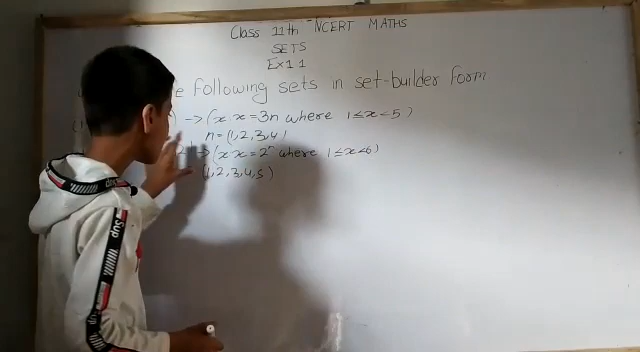 Class 11th NCERT MATHS
SETS
Ex 1.1
following sets in set-builder form
) → (x x = 3n where 1 ≤ x < 5 )
n = (1, 2, 3, 4 )
→ (x x = 2ⁿ where 1 ≤ x < 6)
(1, 2, 3, 4, 5 )
Sup